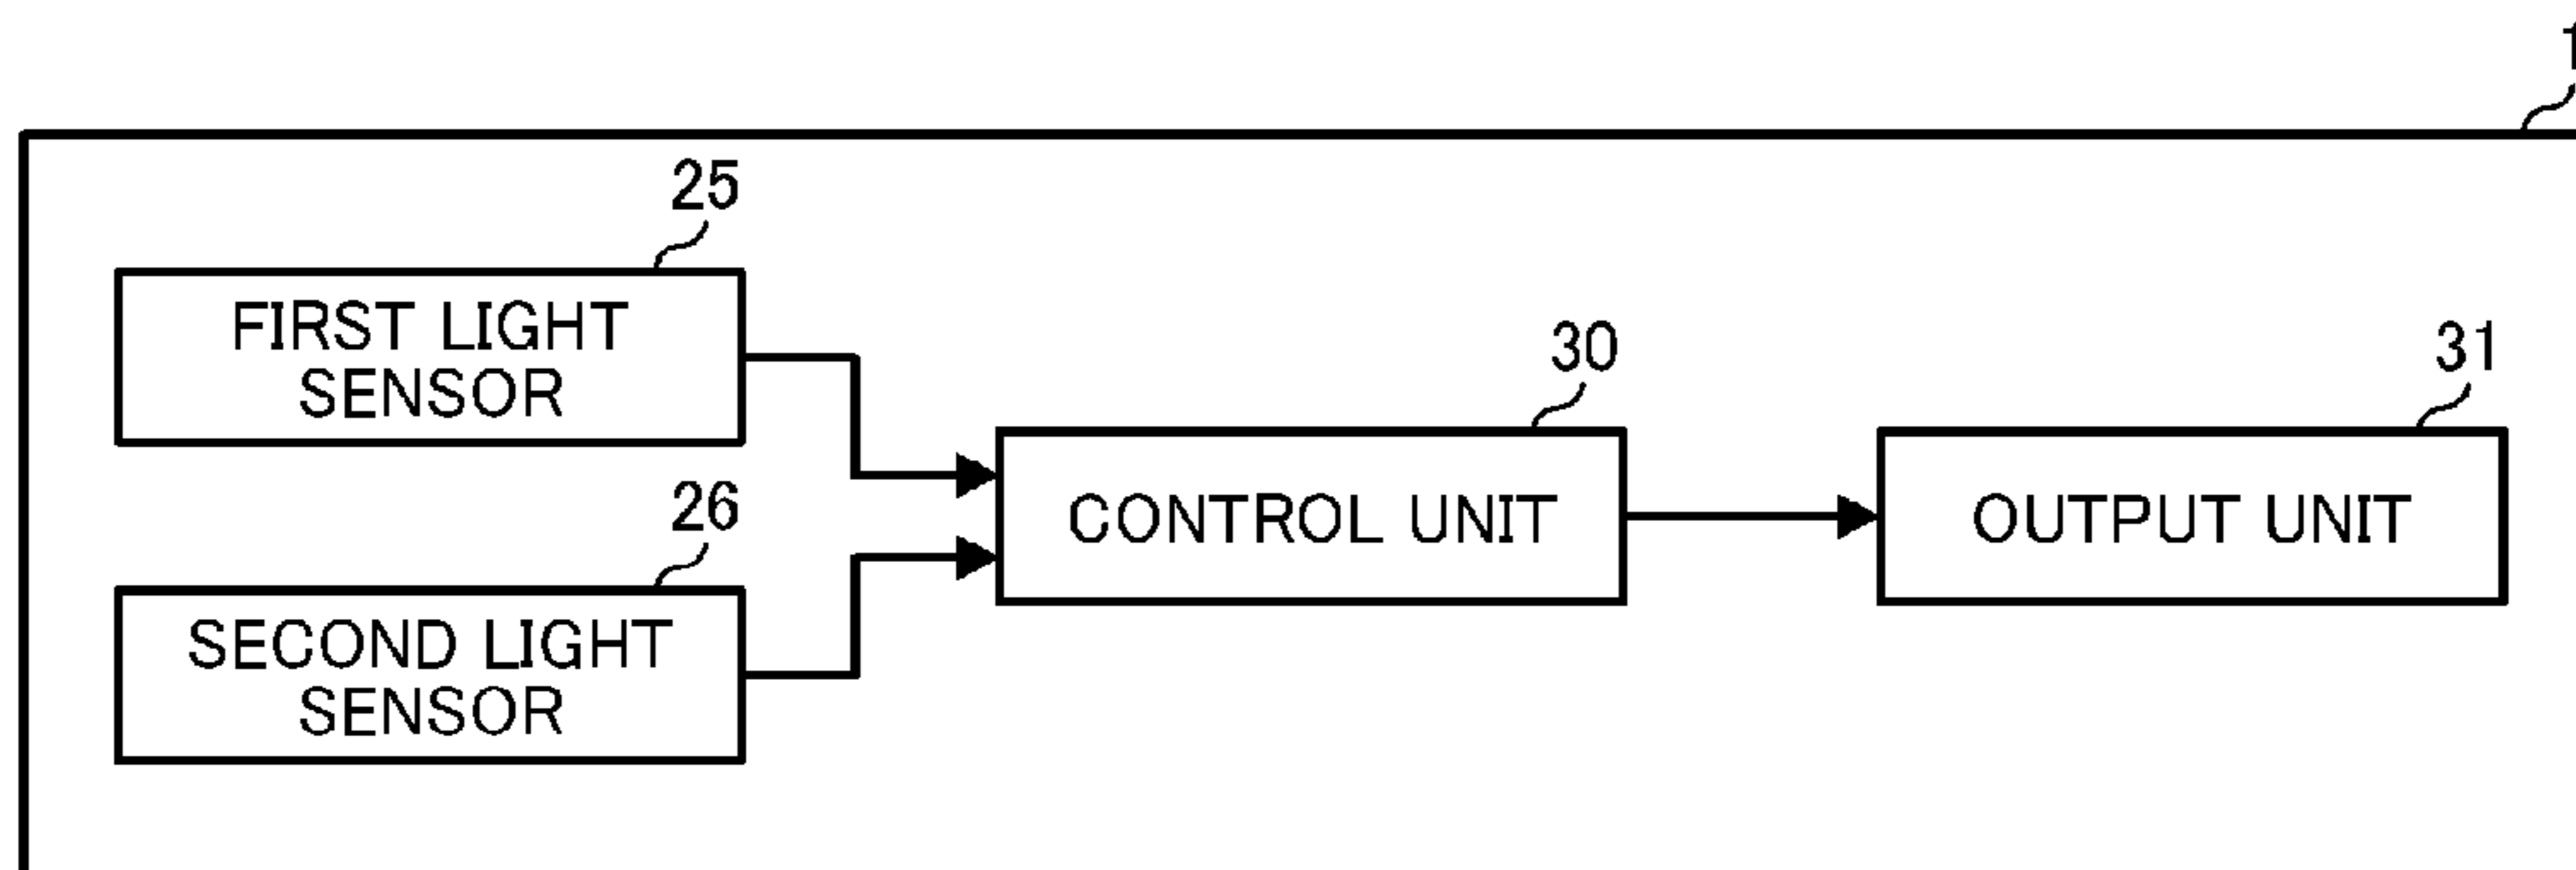 25
FIRST LIGHT
SENSOR
26
SECOND LIGHT
SENSOR
30
CONTROL UNIT
31
OUTPUT UNIT